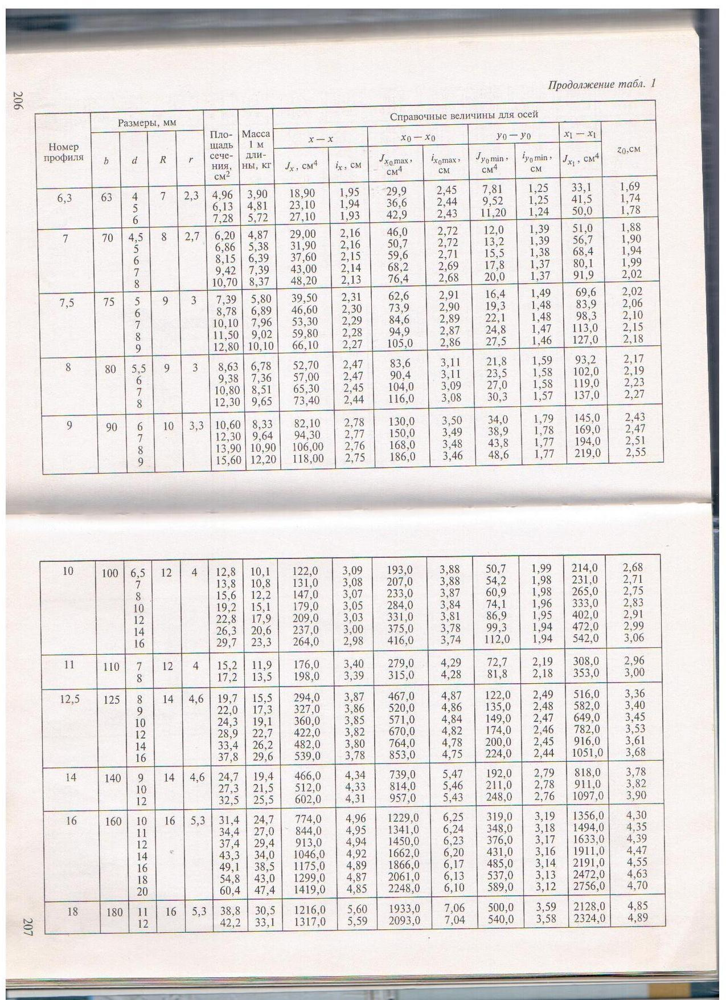 206
Продолжение табл. 1
Номер профиля | Размеры, мм | Пло- щадь сече- ния, см² | Масса 1 м дли- ны, кг | Справочные величины для осей | z₀,см
b | d | R | r | x — x | x₀ — x₀ | y₀ — y₀ | x₁ — x₁
Jₓ, см⁴ | iₓ, см | Jx₀max, см⁴ | ix₀max, см | Jy₀min, см⁴ | iy₀min, см | Jx₁, см⁴
6,3 63 4 7 2,3 4,96 3,90 18,90 1,95 29,9 2,45 7,81 1,25 33,1 1,69
5 6,13 4,81 23,10 1,94 36,6 2,44 9,52 1,25 41,5 1,74
6 7,28 5,72 27,10 1,93 42,9 2,43 11,20 1,24 50,0 1,78
7 70 4,5 8 2,7 6,20 4,87 29,00 2,16 46,0 2,72 12,0 1,39 51,0 1,88
5 6,86 5,38 31,90 2,16 50,7 2,72 13,2 1,39 56,7 1,90
6 8,15 6,39 37,60 2,15 59,6 2,71 15,5 1,38 68,4 1,94
7 9,42 7,39 43,00 2,14 68,2 2,69 17,8 1,37 80,1 1,99
8 10,70 8,37 48,20 2,13 76,4 2,68 20,0 1,37 91,9 2,02
7,5 75 5 9 3 7,39 5,80 39,50 2,31 62,6 2,91 16,4 1,49 69,6 2,02
6 8,78 6,89 46,60 2,30 73,9 2,90 19,3 1,48 83,9 2,06
7 10,10 7,96 53,30 2,29 84,6 2,89 22,1 1,48 98,3 2,10
8 11,50 9,02 59,80 2,28 94,9 2,87 24,8 1,47 113,0 2,15
9 12,80 10,10 66,10 2,27 105,0 2,86 27,5 1,46 127,0 2,18
8 80 5,5 9 3 8,63 6,78 52,70 2,47 83,6 3,11 21,8 1,59 93,2 2,17
6 9,38 7,36 57,00 2,47 90,4 3,11 23,5 1,58 102,0 2,19
7 10,80 8,51 65,30 2,45 104,0 3,09 27,0 1,58 119,0 2,23
8 12,30 9,65 73,40 2,44 116,0 3,08 30,3 1,57 137,0 2,27
9 90 6 10 3,3 10,60 8,33 82,10 2,78 130,0 3,50 34,0 1,79 145,0 2,43
7 12,30 9,64 94,30 2,77 150,0 3,49 38,9 1,78 169,0 2,47
8 13,90 10,90 106,00 2,76 168,0 3,48 43,8 1,77 194,0 2,51
9 15,60 12,20 118,00 2,75 186,0 3,46 48,6 1,77 219,0 2,55
10 100 6,5 12 4 12,8 10,1 122,0 3,09 193,0 3,88 50,7 1,99 214,0 2,68
7 13,8 10,8 131,0 3,08 207,0 3,88 54,2 1,98 231,0 2,71
8 15,6 12,2 147,0 3,07 233,0 3,87 60,9 1,98 265,0 2,75
10 19,2 15,1 179,0 3,05 284,0 3,84 74,1 1,96 333,0 2,83
12 22,8 17,9 209,0 3,03 331,0 3,81 86,9 1,95 402,0 2,91
14 26,3 20,6 237,0 3,00 375,0 3,78 99,3 1,94 472,0 2,99
16 29,7 23,3 264,0 2,98 416,0 3,74 112,0 1,94 542,0 3,06
11 110 7 12 4 15,2 11,9 176,0 3,40 279,0 4,29 72,7 2,19 308,0 2,96
8 17,2 13,5 198,0 3,39 315,0 4,28 81,8 2,18 353,0 3,00
12,5 125 8 14 4,6 19,7 15,5 294,0 3,87 467,0 4,87 122,0 2,49 516,0 3,36
9 22,0 17,3 327,0 3,86 520,0 4,86 135,0 2,48 582,0 3,40
10 24,3 19,1 360,0 3,85 571,0 4,84 149,0 2,47 649,0 3,45
12 28,9 22,7 422,0 3,82 670,0 4,82 174,0 2,46 782,0 3,53
14 33,4 26,2 482,0 3,80 764,0 4,78 200,0 2,45 916,0 3,61
16 37,8 29,6 539,0 3,78 853,0 4,75 224,0 2,44 1051,0 3,68
14 140 9 14 4,6 24,7 19,4 466,0 4,34 739,0 5,47 192,0 2,79 818,0 3,78
10 27,3 21,5 512,0 4,33 814,0 5,46 211,0 2,78 911,0 3,82
12 32,5 25,5 602,0 4,31 957,0 5,43 248,0 2,76 1097,0 3,90
16 160 10 16 5,3 31,4 24,7 774,0 4,96 1229,0 6,25 319,0 3,19 1356,0 4,30
11 34,4 27,0 844,0 4,95 1341,0 6,24 348,0 3,18 1494,0 4,35
12 37,4 29,4 913,0 4,94 1450,0 6,23 376,0 3,17 1633,0 4,39
14 43,3 34,0 1046,0 4,92 1662,0 6,20 431,0 3,16 1911,0 4,47
16 49,1 38,5 1175,0 4,89 1866,0 6,17 485,0 3,14 2191,0 4,55
18 54,8 43,0 1299,0 4,87 2061,0 6,13 537,0 3,13 2472,0 4,63
20 60,4 47,4 1419,0 4,85 2248,0 6,10 589,0 3,12 2756,0 4,70
18 180 11 16 5,3 38,8 30,5 1216,0 5,60 1933,0 7,06 500,0 3,59 2128,0 4,85
12 42,2 33,1 1317,0 5,59 2093,0 7,04 540,0 3,58 2324,0 4,89
207